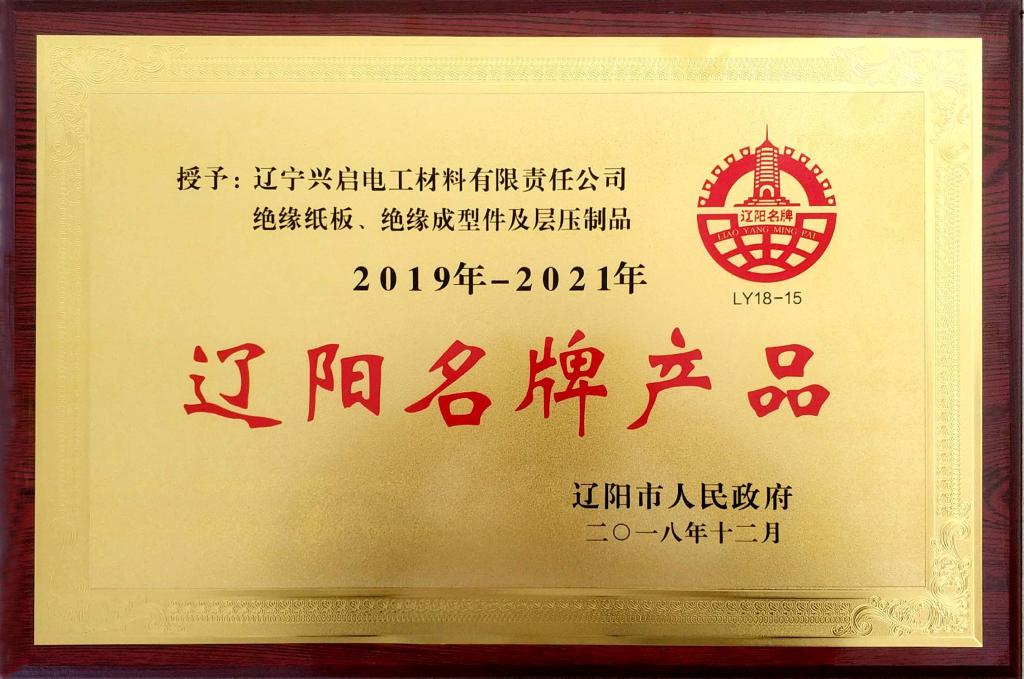 授予：辽宁兴启电工材料有限责任公司
绝缘纸板、绝缘成型件及层压制品
2019年-2021年
辽阳名牌
LIAO YANG MING PAI
LY18-15
辽阳名牌产品
辽阳市人民政府
二〇一八年十二月